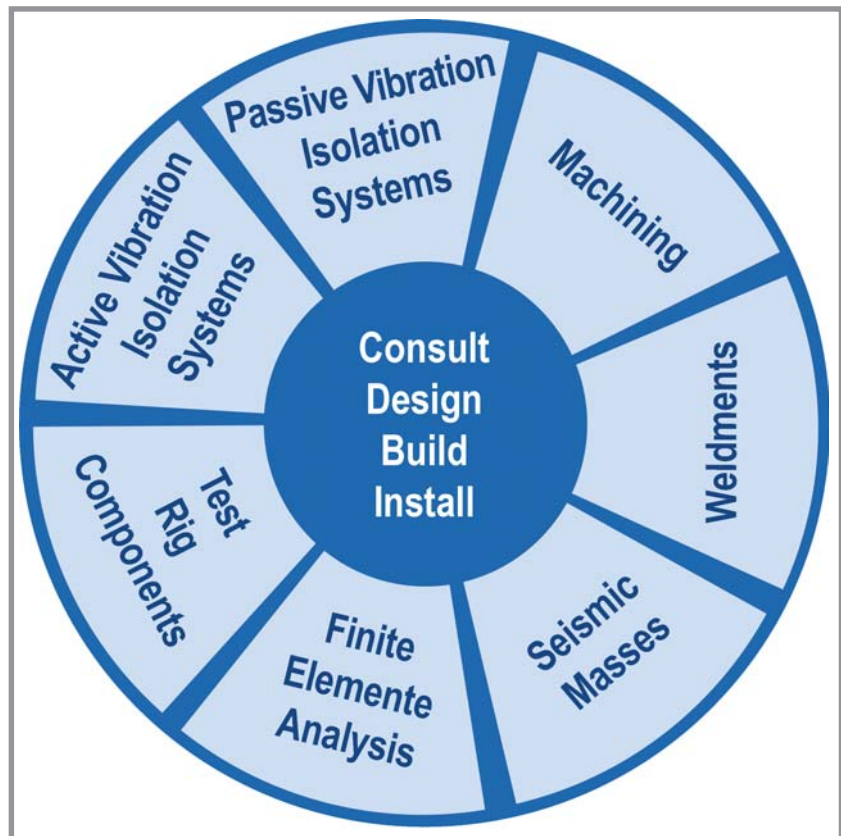 Passive Vibration
Isolation
Systems
Machining
Weldments
Seismic
Masses
Finite
Elemente
Analysis
Test
Rig
Components
Active Vibration
Isolation
Systems
Consult
Design
Build
Install